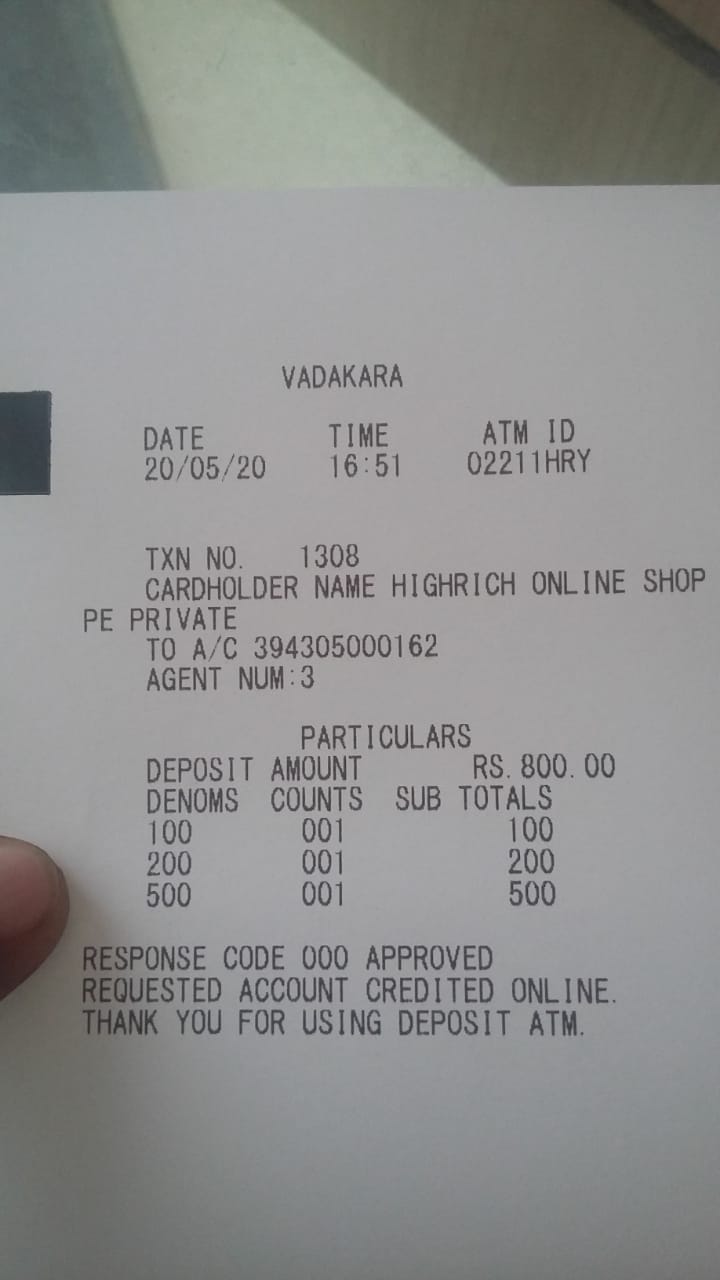 VADAKARA
DATE TIME ATM ID
20/05/20 16:51 02211HRY
TXN NO. 1308
CARDHOLDER NAME HIGHRICH ONLINE SHOP
PE PRIVATE
TO A/C 394305000162
AGENT NUM:3
PARTICULARS
DEPOSIT AMOUNT RS.800.00
DENOMS COUNTS SUB TOTALS
100 001 100
200 001 200
500 001 500
RESPONSE CODE 000 APPROVED
REQUESTED ACCOUNT CREDITED ONLINE.
THANK YOU FOR USING DEPOSIT ATM.